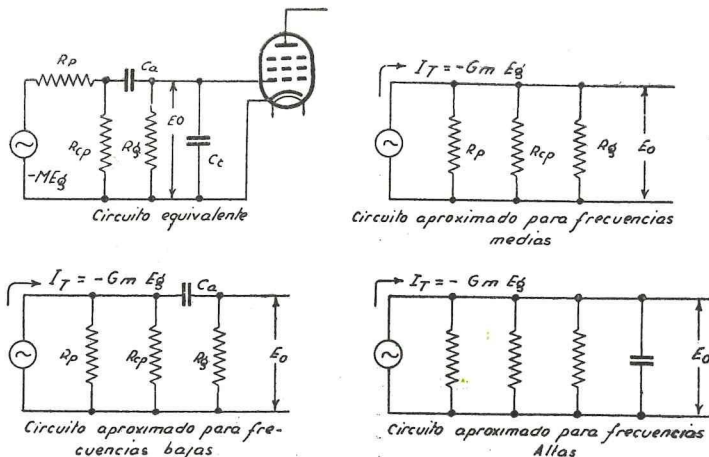 Rp
Ca
Rcp
Rg
Eo
Ct
-MEg
Circuito equivalente
IT = -Gm Eg
Rp
Rcp
Rg
Eo
Circuito aproximado para frecuencias
medias
IT = -Gm Eg
Ca
Rp
Rcp
Rg
Eo
Circuito aproximado para fre-
cuencias bajas
IT = - Gm Eg
Eo
Circuito aproximado para frecuencias
Altas